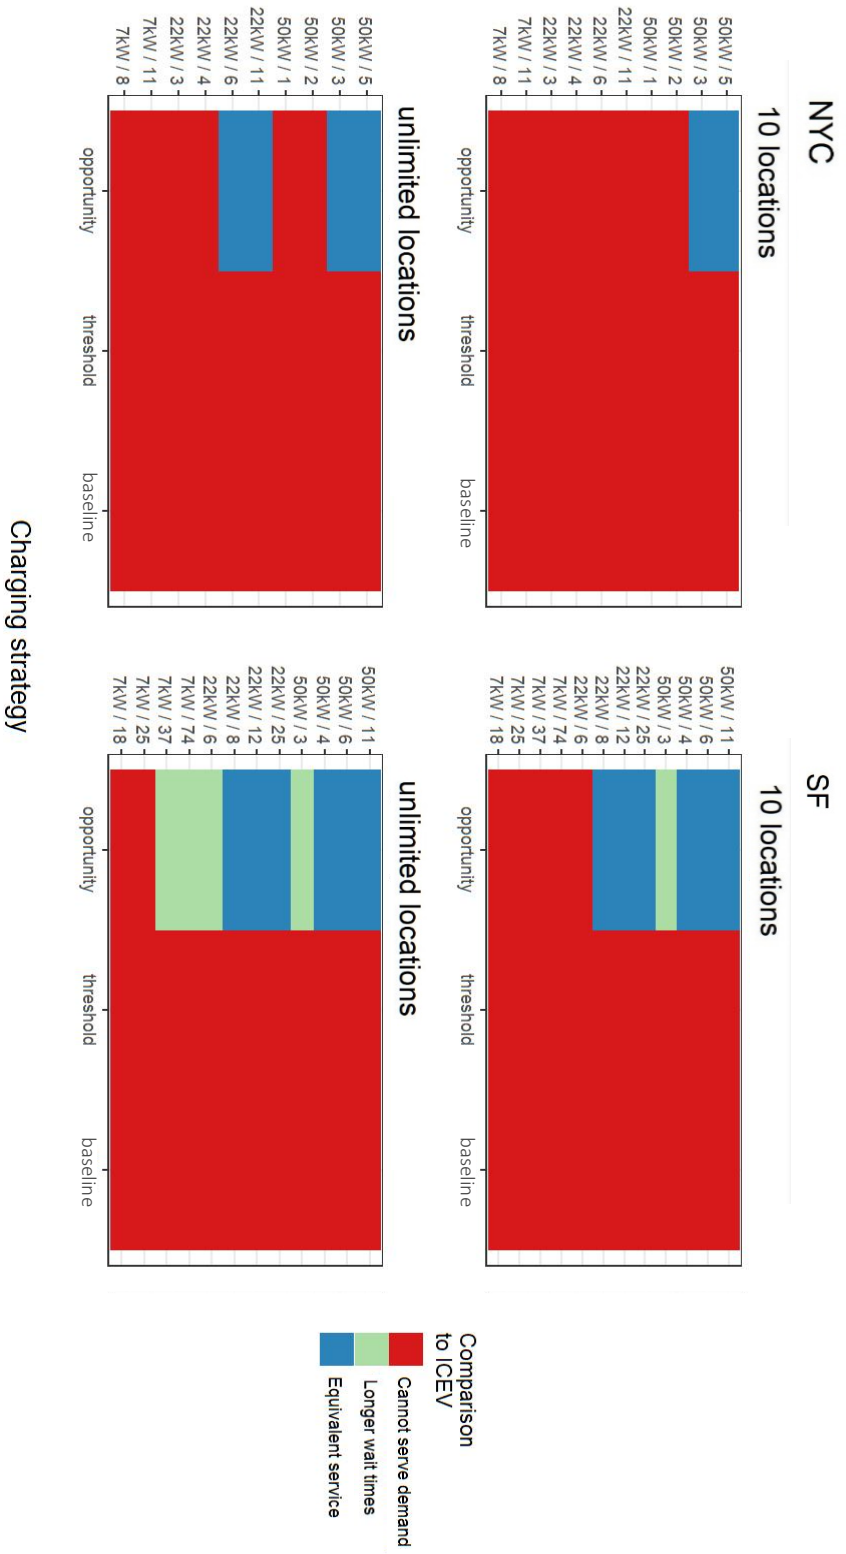 NYC
10 locations
50kW / 5
50kW / 3
50kW / 2
50kW / 1
22kW / 11
22kW / 6
22kW / 4
22kW / 3
7kW / 11
7kW / 8
opportunity
threshold
baseline
SF
10 locations
50kW / 11
50kW / 6
50kW / 4
50kW / 3
22kW / 25
22kW / 12
22kW / 8
22kW / 6
7kW / 74
7kW / 37
7kW / 25
7kW / 18
opportunity
threshold
baseline
unlimited locations
50kW / 5
50kW / 3
50kW / 2
50kW / 1
22kW / 11
22kW / 6
22kW / 4
22kW / 3
7kW / 11
7kW / 8
opportunity
threshold
baseline
unlimited locations
50kW / 11
50kW / 6
50kW / 4
50kW / 3
22kW / 25
22kW / 12
22kW / 8
22kW / 6
7kW / 74
7kW / 37
7kW / 25
7kW / 18
opportunity
threshold
baseline
Charging strategy
Comparison
to ICEV
Cannot serve demand
Longer wait times
Equivalent service